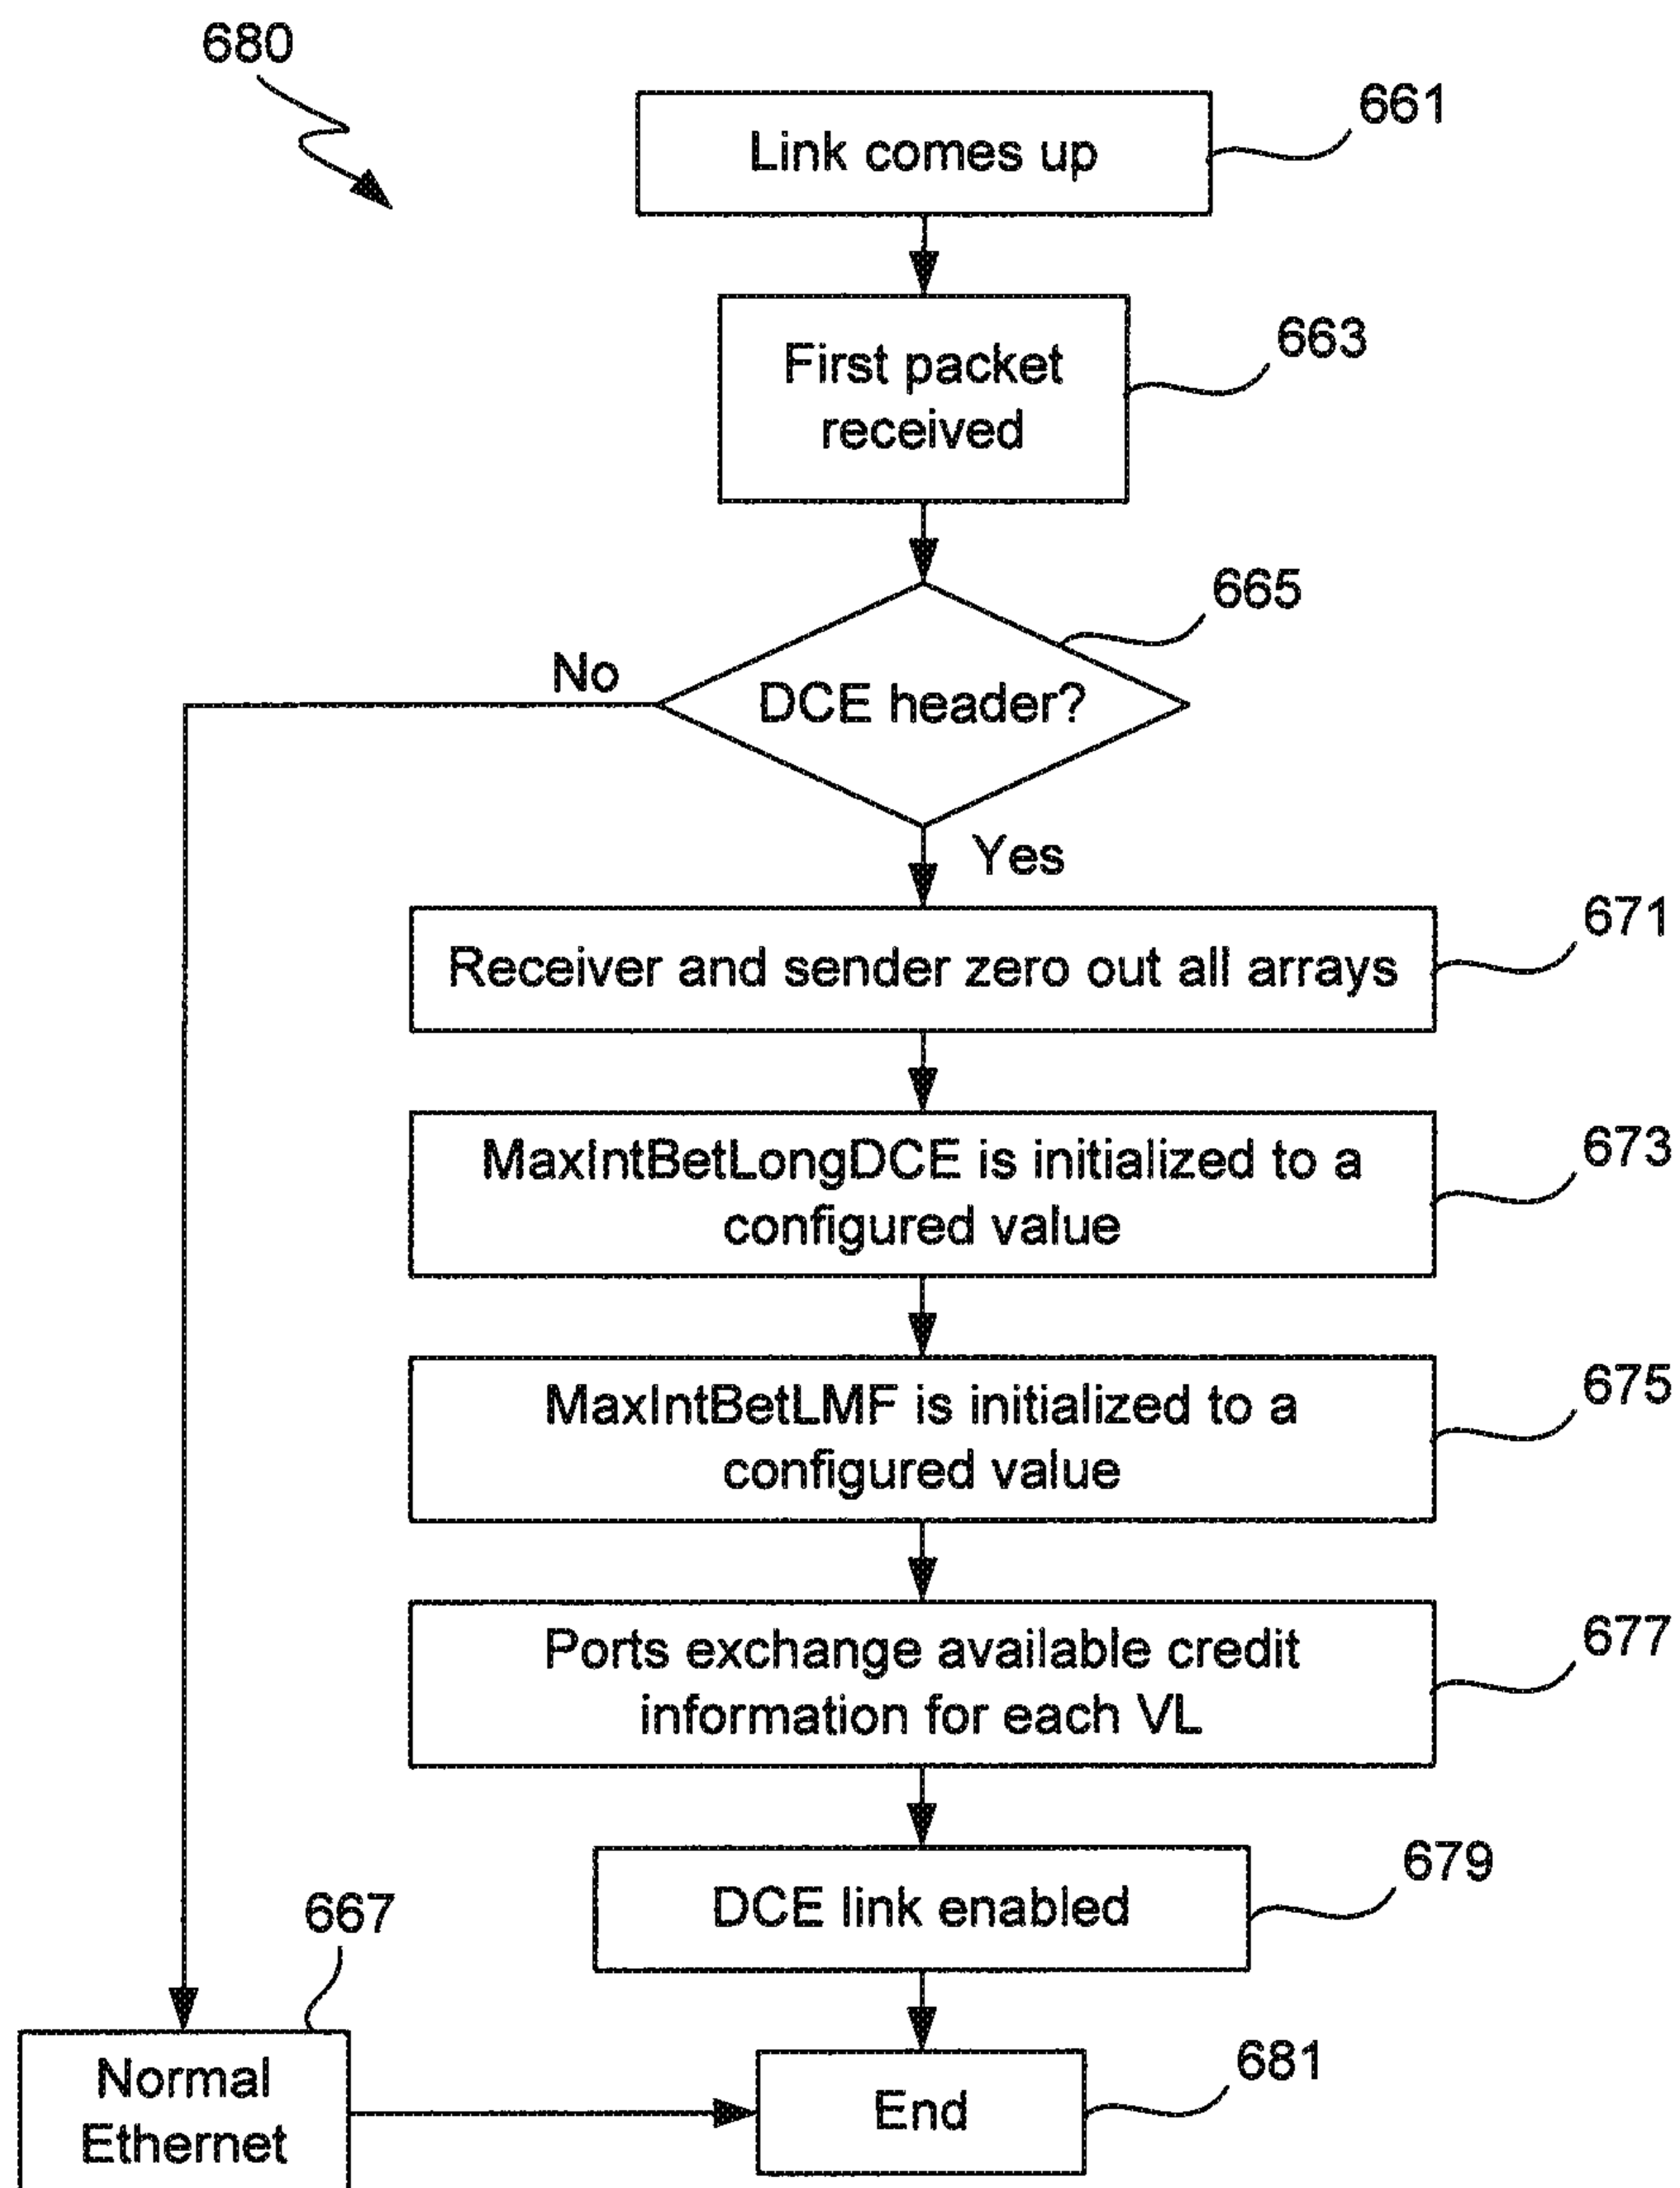 680
661
Link comes up
663
First packet
received
665
No
DCE header?
Yes
671
Receiver and sender zero out all arrays
673
MaxIntBetLongDCE is initialized to a
configured value
675
MaxIntBetLMF is initialized to a
configured value
677
Ports exchange available credit
information for each VL
679
DCE link enabled
667
Normal
Ethernet
681
End